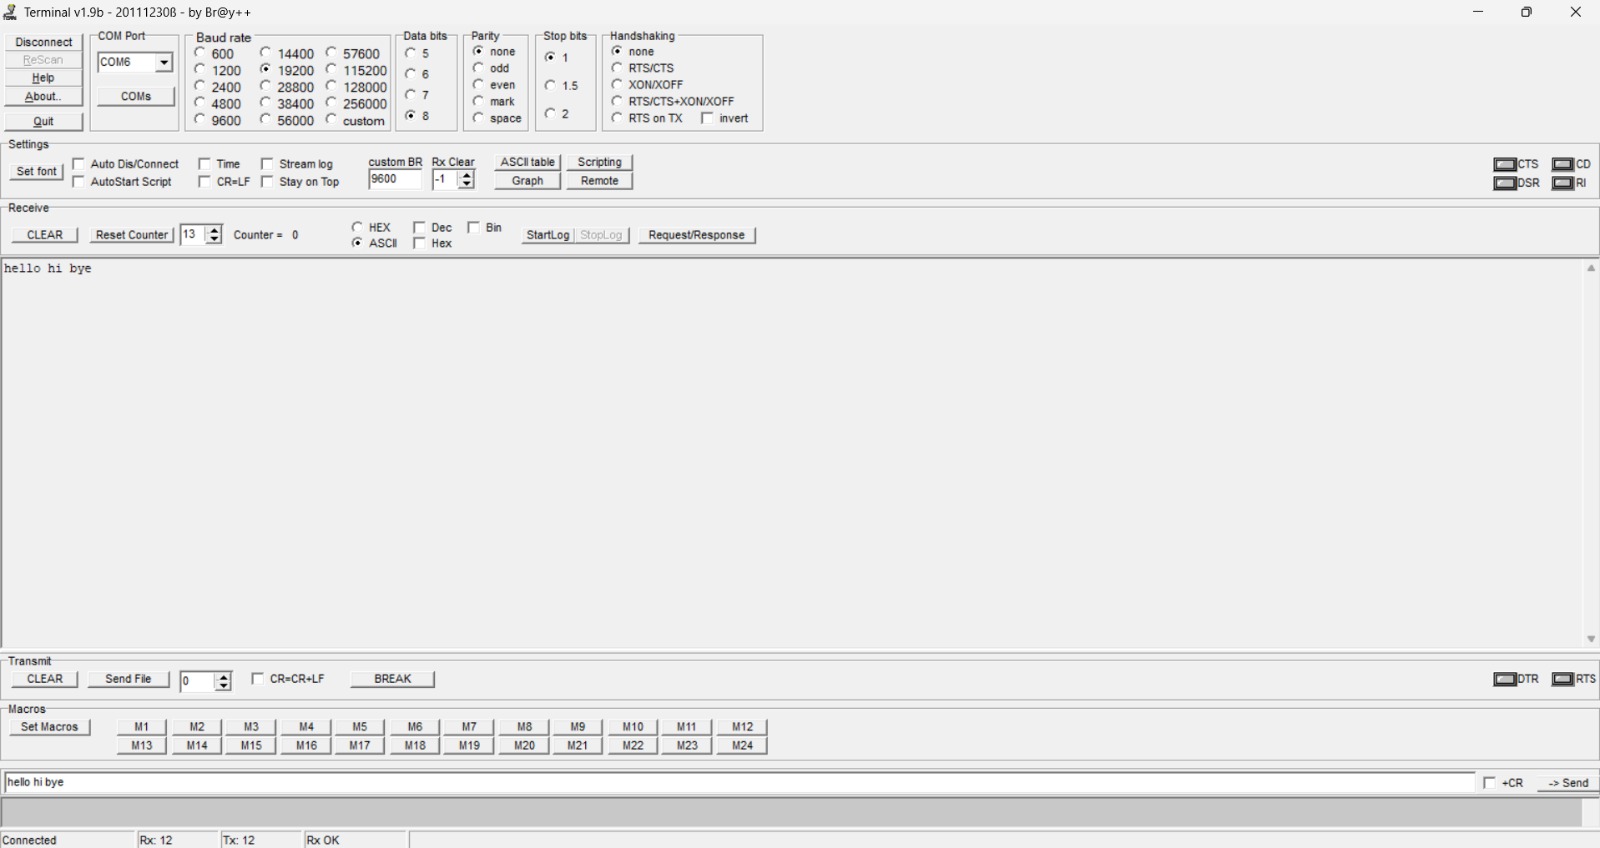 Terminal v1.9b - 20111230ß - by Br@y++
Disconnect
ReScan
Help
About..
Quit
COM Port
COM6
COMs
Baud rate
600 14400 57600
1200 19200 115200
2400 28800 128000
4800 38400 256000
9600 56000 custom
Data bits
5
6
7
8
Parity
none
odd
even
mark
space
Stop bits
1
1.5
2
Handshaking
none
RTS/CTS
XON/XOFF
RTS/CTS+XON/XOFF
RTS on TX invert
Settings
Set font
Auto Dis/Connect Time Stream log
AutoStart Script CR=LF Stay on Top
custom BR Rx Clear
9600 -1
ASCII table Scripting
Graph Remote
CTS CD
DSR RI
Receive
CLEAR Reset Counter 13 Counter = 0
HEX Dec Bin
ASCII Hex
StartLog StopLog Request/Response
hello hi bye
Transmit
CLEAR Send File 0 CR=CR+LF BREAK DTR RTS
Macros
Set Macros M1 M2 M3 M4 M5 M6 M7 M8 M9 M10 M11 M12
M13 M14 M15 M16 M17 M18 M19 M20 M21 M22 M23 M24
hello hi bye +CR -> Send
Connected Rx: 12 Tx: 12 Rx OK